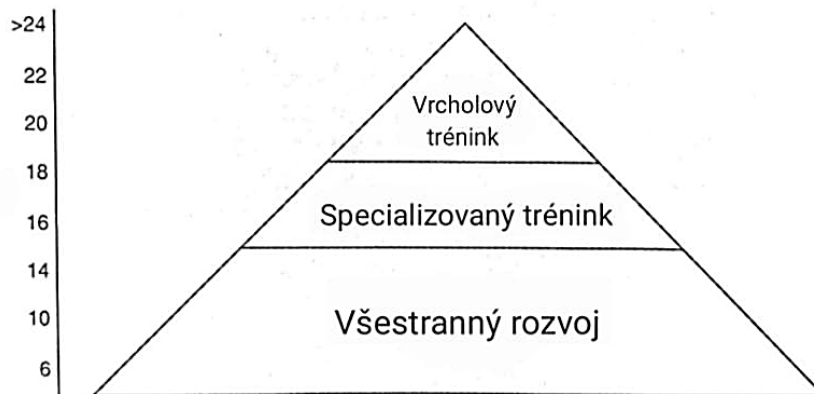 >24
22
20
18
16
14
10
6
Vrcholový
trénink
Specializovaný trénink
Všestranný rozvoj